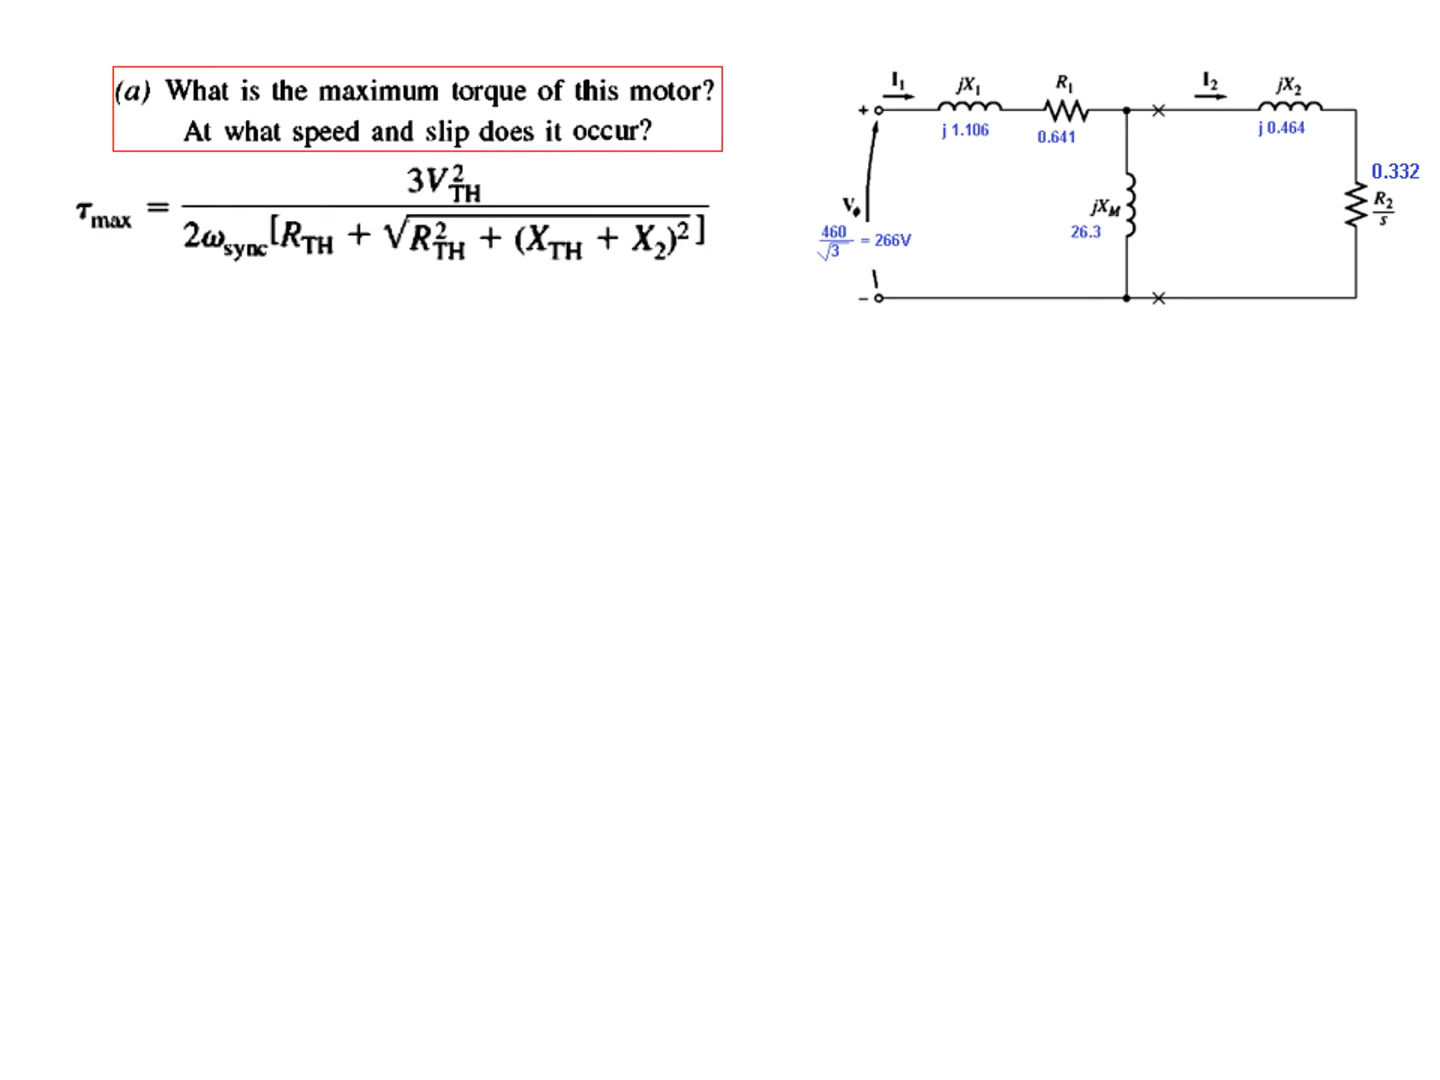 (a) What is the maximum torque of this motor?
At what speed and slip does it occur?
τmax = 3V²TH / 2ωsync[RTH + √R²TH + (XTH + X2)²]
I1
jX1
R1
I2
jX2
+
j 1.106
0.641
j 0.464
0.332
R2/s
Vϕ
jXM
460/√3 = 266V
26.3
–